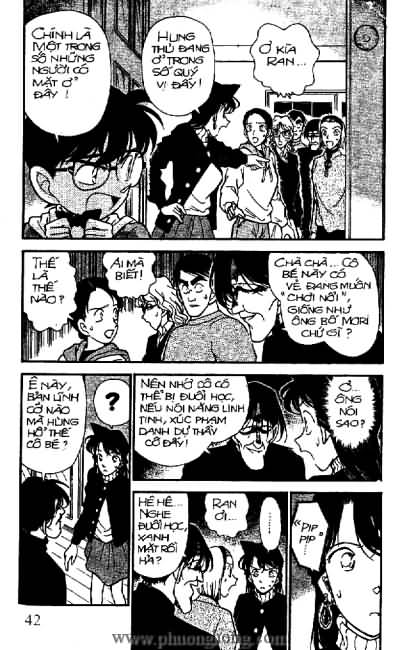 CHÍNH LÀ
MỘT TRONG
SỐ NHỮNG
NGƯỜI CÓ
MẶT Ở
ĐÂY !
HUNG
THỦ ĐANG
Ở TRONG
SỐ QUÝ
VỊ ĐẤY !
Ơ KÌA
RAN...
THẾ
LÀ
THẾ
NÀO ?
AI MÀ
BIẾT!
CHÀ CHÀ... CÔ
BÉ NÀY CÓ
VẺ ĐANG MUỐN
"CHƠI NỔI",
GIỐNG NHƯ
ÔNG BỐ MORI
CHỨ GÌ ?
Ê NÀY,
BẢN LĨNH
CỠ NÀO
MÀ HÙNG
HỔ THẾ
CÔ BÉ ?
?
NÊN NHỚ CÔ CÓ
THỂ BỊ ĐUỔI HỌC,
NẾU NÓI NĂNG LINH
TINH, XÚC PHẠM
DANH DỰ THẦY
CÔ ĐẤY !
Ơ...
ÔNG
NÓI
SAO?
HÊ HÊ...
NGHE
ĐUỔI HỌC,
XANH
MẶT RỒI
HẢ ?
RAN
ƠI...
"PIP
PIP..."
42
www.phuonghong.com